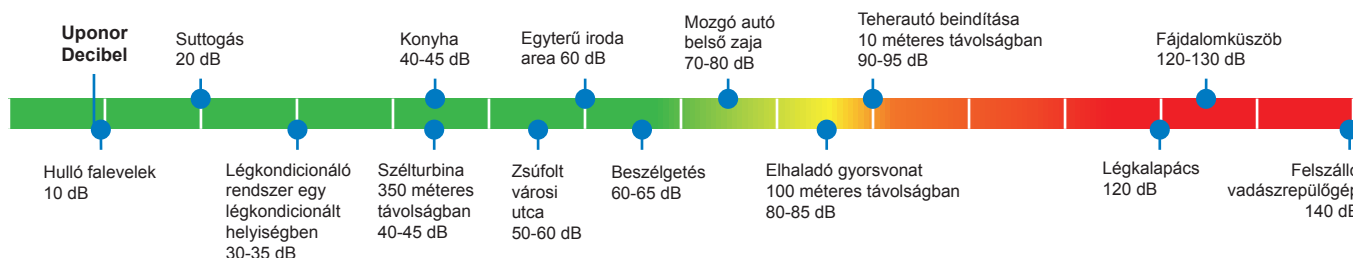 Uponor
Decibel
Suttogás
20 dB
Konyha
40-45 dB
Egyterű iroda
area 60 dB
Mozgó autó
belső zaja
70-80 dB
Teherautó beindítása
10 méteres távolságban
90-95 dB
Fájdalomküszöb
120-130 dB
Hulló falevelek
10 dB
Légkondicionáló
rendszer egy
légkondicionált
helyiségben
30-35 dB
Szélturbina
350 méteres
távolságban
40-45 dB
Zsúfolt
városi
utca
50-60 dB
Beszélgetés
60-65 dB
Elhaladó gyorsvonat
100 méteres távolságban
80-85 dB
Légkalapács
120 dB
Felszálló
vadászrepülőgép
140 dB